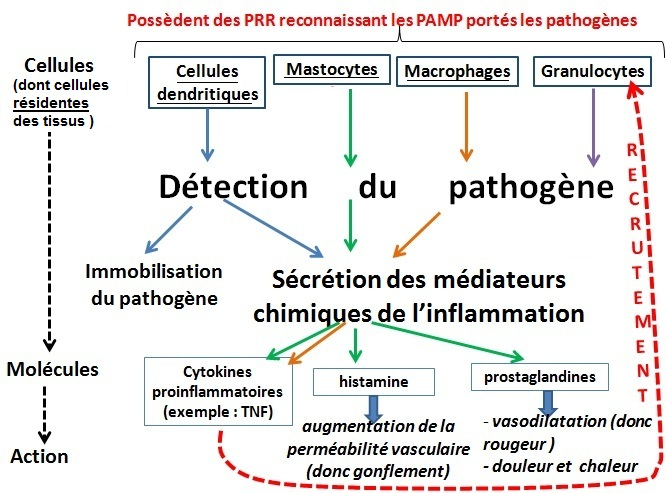 Possèdent des PRR reconnaissant les PAMP portés les pathogènes
Cellules
(dont cellules
résidentes
des tissus )
Cellules
dendritiques
Mastocytes
Macrophages
Granulocytes
Détection du pathogène
RECRUTEMENT
Immobilisation
du pathogène
Sécrétion des médiateurs
chimiques de l'inflammation
Molécules
Cytokines
proinflammatoires
(exemple : TNF)
histamine
prostaglandines
augmentation de la
perméabilité vasculaire
(donc gonflement)
- vasodilatation (donc
rougeur )
- douleur et chaleur
Action